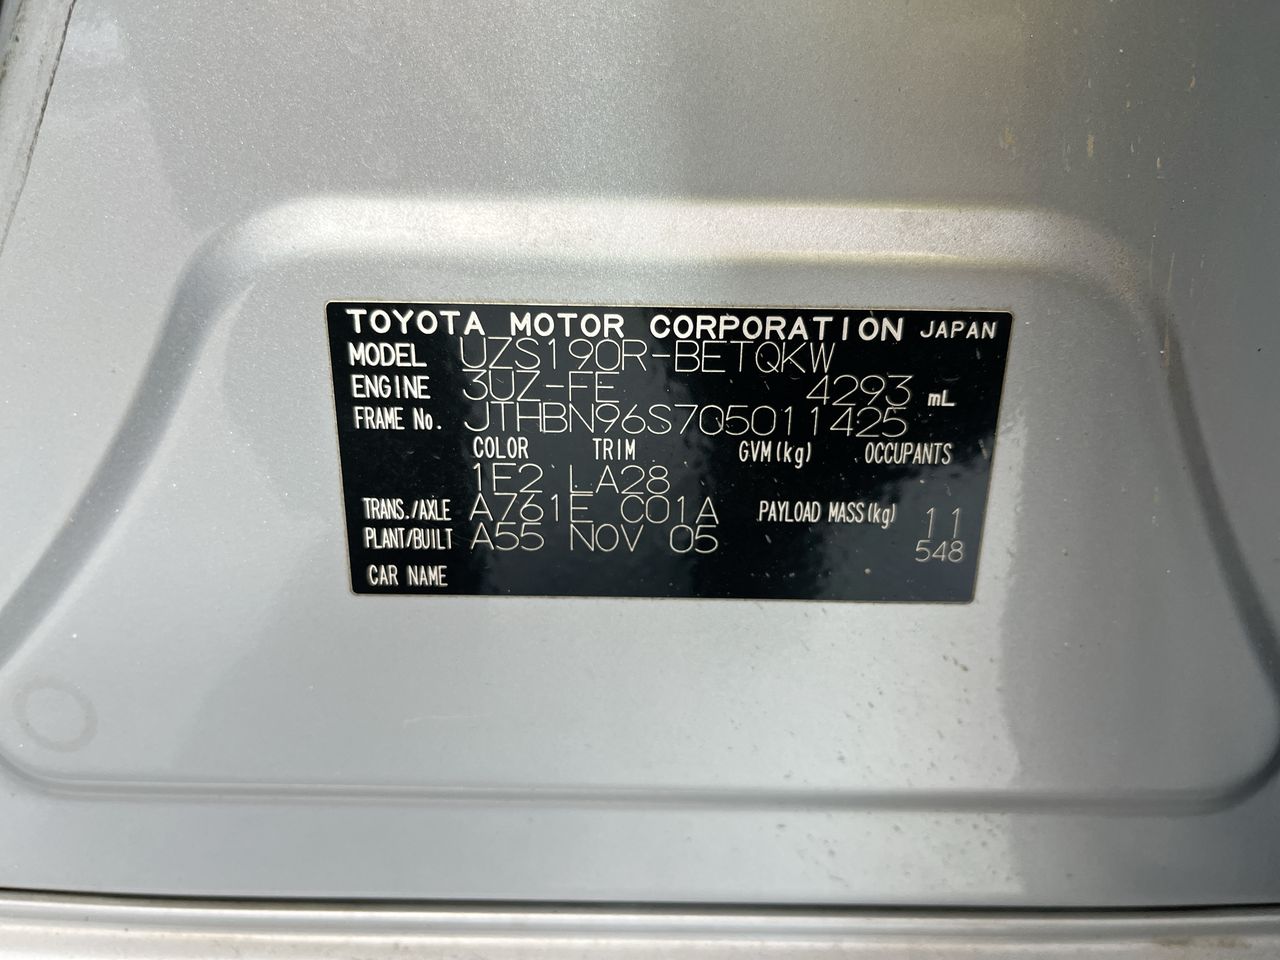 TOYOTA MOTOR CORPORATION JAPAN
MODEL UZS190R-BETQKW
ENGINE 3UZ-FE 4293 mL
FRAME No. JTHBN96S705011425
COLOR TRIM GVM(kg) OCCUPANTS
1E2 LA28
TRANS./AXLE A761E C01A PAYLOAD MASS(kg) 11
PLANT/BUILT A55 NOV 05 548
CAR NAME